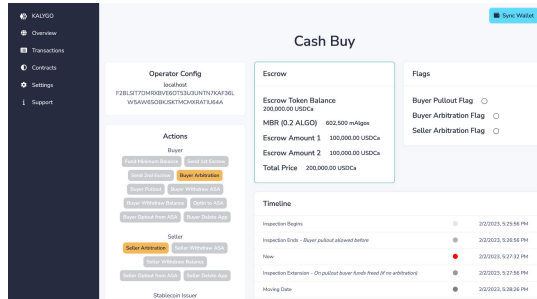 KALYGO
Overview
Transactions
Contracts
Settings
Support
Sync Wallet
Cash Buy
Operator Config
localhost
F2BLSIT7DMRXBVE6OTS3LI3UNTN7KAF36L
W5AW6SOBKJSKTMCMXRATIU64A
Actions
Buyer
Fund Minimum Balance Send 1st Escrow
Send 2nd Escrow Buyer Arbitration
Buyer Pullout Buyer Withdraw ASA
Buyer Withdraw Balance OptIn to ASA
Buyer Optout from ASA Buyer Delete App
Seller
Seller Arbitration Seller Withdraw ASA
Seller Withdraw Balance
Seller Optout from ASA Seller Delete App
Stablecoin Issuer
Escrow
Escrow Token Balance
200,000.00 USDCa
MBR (0.2 ALGO) 602,500 mAlgos
Escrow Amount 1 100,000.00 USDCa
Escrow Amount 2 100,000.00 USDCa
Total Price 200,000.00 USDCa
Flags
Buyer Pullout Flag
Buyer Arbitration Flag
Seller Arbitration Flag
Timeline
Inspection Begins 2/2/2023, 5:25:56 PM
Inspection Ends - Buyer pullout allowed before 2/2/2023, 5:26:56 PM
Now 2/2/2023, 5:27:32 PM
Inspection Extension - On pullout buyer funds freed (if no arbitration) 2/2/2023, 5:27:56 PM
Moving Date 2/2/2023, 5:28:26 PM